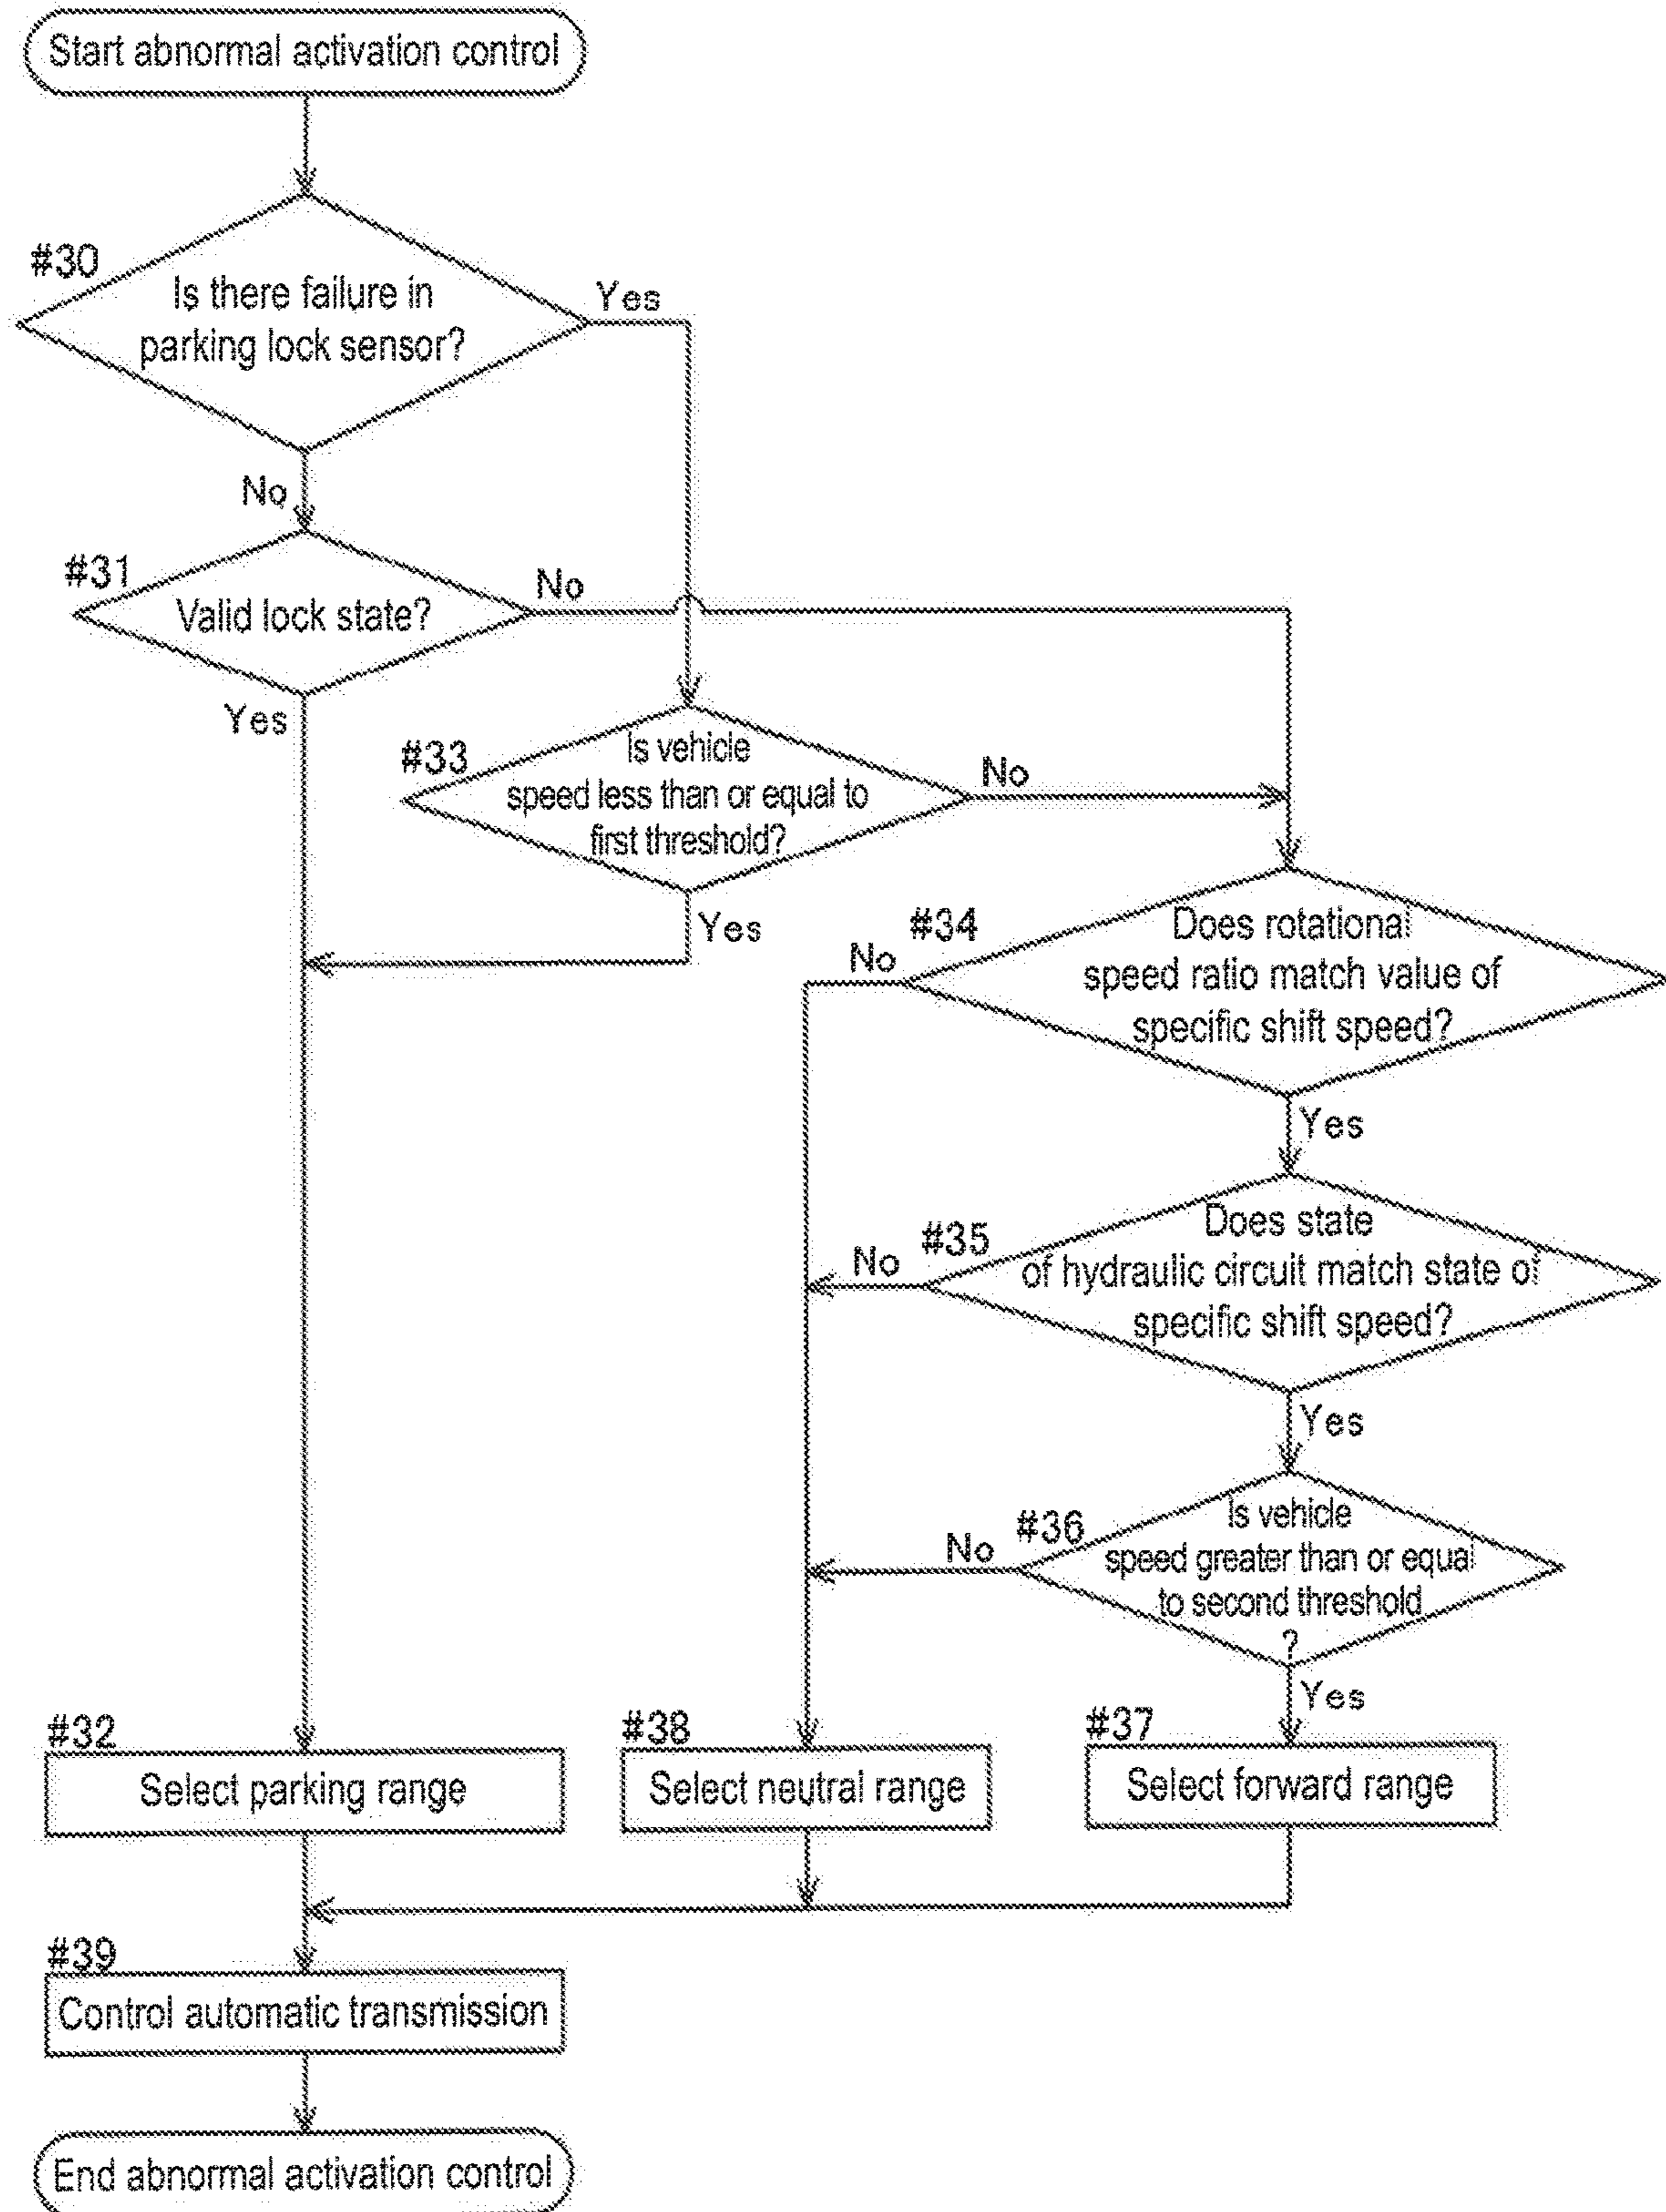 Start abnormal activation control
#30
Is there failure in
parking lock sensor?
Yes
No
#31
Valid lock state?
No
Yes
#33
Is vehicle
speed less than or equal to
first threshold?
No
Yes
#34
Does rotational
speed ratio match value of
specific shift speed?
No
Yes
#35
Does state
of hydraulic circuit match state of
specific shift speed?
No
Yes
#36
Is vehicle
speed greater than or equal
to second threshold
?
No
Yes
#32
Select parking range
#38
Select neutral range
#37
Select forward range
#39
Control automatic transmission
End abnormal activation control